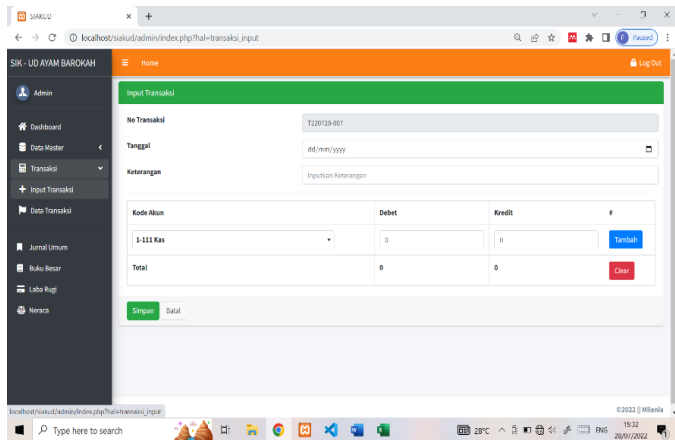 SIAKUD
localhost/siakud/admin/index.php?hal=transaksi_input
Paused
SIK - UD AYAM BAROKAH
Home
Log Out
Admin
Dashboard
Data Master
Transaksi
Input Transaksi
Data Transaksi
Jurnal Umum
Buku Besar
Laba Rugi
Neraca
Input Transaksi
No Transaksi
T220728-007
Tanggal
dd/mm/yyyy
Keterangan
Inputkan Keterangan
Kode Akun Debet Kredit #
1-111 Kas 0 0 Tambah
Total 0 0 Clear
Simpan Batal
©2022 || Milenia
localhost/siakud/admin/index.php?hal=transaksi_input
Type here to search
28°C ENG 15:32
28/07/2022